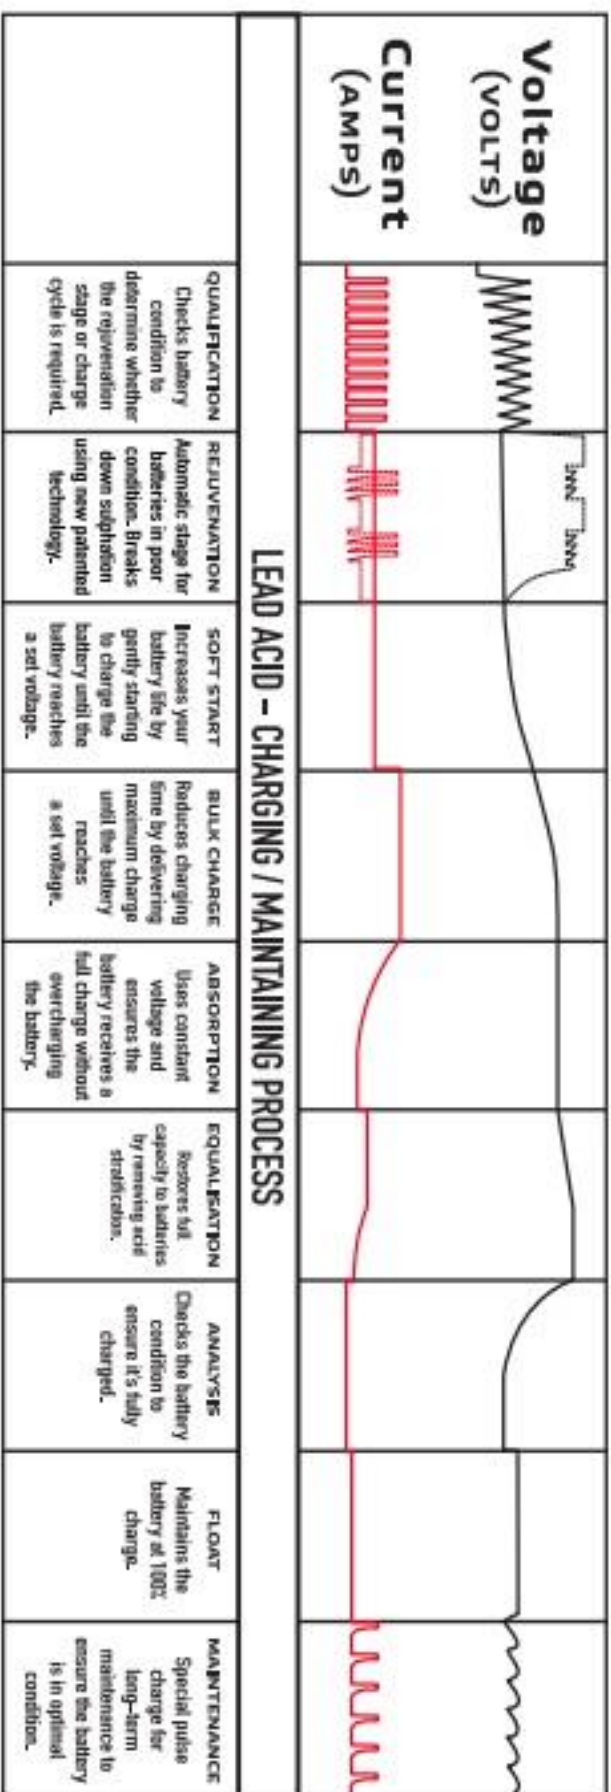 Voltage
(VOLTS)
Current
(AMPS)
LEAD ACID – CHARGING / MAINTAINING PROCESS
QUALIFICATION
Checks battery
condition to
determine whether
the rejuvenation
stage or charge
cycle is required.
REJUVENATION
Automatic stage for
batteries in poor
condition. Breaks
down sulphation
using new patented
technology.
SOFT START
Increases your
battery life by
gently starting
to charge the
battery until the
battery reaches
a set voltage.
BULK CHARGE
Reduces charging
time by delivering
maximum charge
until the battery
reaches
a set voltage.
ABSORPTION
Uses constant
voltage and
ensures the
battery receives a
full charge without
overcharging
the battery.
EQUALISATION
Restores full
capacity to batteries
by removing acid
stratification.
ANALYSIS
Checks the battery
condition to
ensure it's fully
charged.
FLOAT
Maintains the
battery at 100%
charge.
MAINTENANCE
Special pulse
charge for
long-term
maintenance to
ensure the battery
is in optimal
condition.